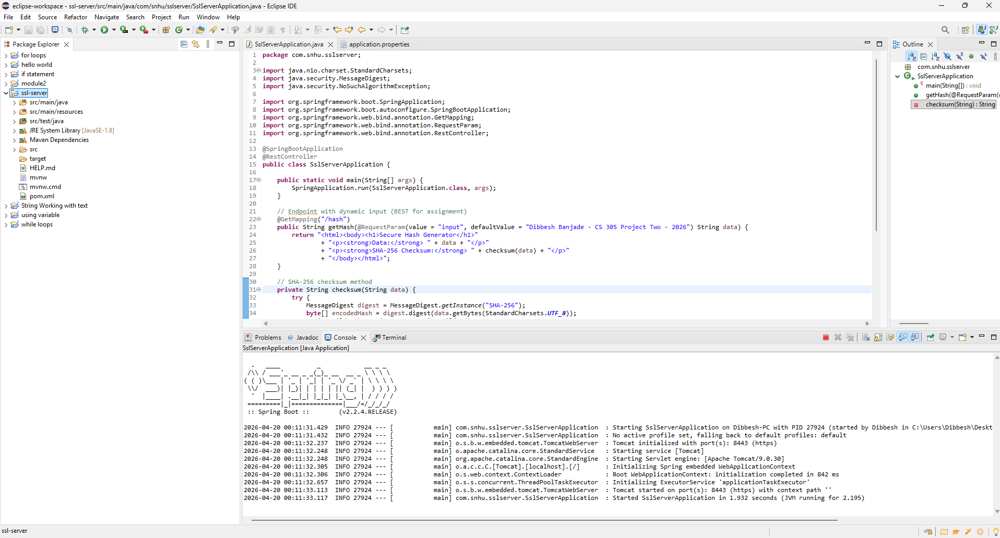 eclipse-workspace - ssl-server/src/main/java/com/snhu/sslserver/SslServerApplication.java - Eclipse IDE
File Edit Source Refactor Navigate Search Project Run Window Help
Package Explorer
for loops
hello world
if statement
module2
ssl-server
src/main/java
src/main/resources
src/test/java
JRE System Library [JavaSE-1.8]
Maven Dependencies
src
target
HELP.md
mvnw
mvnw.cmd
pom.xml
String Working with text
using variable
while loops
SslServerApplication.java application.properties
1 package com.snhu.sslserver;
2
3 import java.nio.charset.StandardCharsets;
4 import java.security.MessageDigest;
5 import java.security.NoSuchAlgorithmException;
6
7 import org.springframework.boot.SpringApplication;
8 import org.springframework.boot.autoconfigure.SpringBootApplication;
9 import org.springframework.web.bind.annotation.GetMapping;
10 import org.springframework.web.bind.annotation.RequestParam;
11 import org.springframework.web.bind.annotation.RestController;
12
13 @SpringBootApplication
14 @RestController
15 public class SslServerApplication {
16
17 public static void main(String[] args) {
18 SpringApplication.run(SslServerApplication.class, args);
19 }
20
21 // Endpoint with dynamic input (BEST for assignment)
22 @GetMapping("/hash")
23 public String getHash(@RequestParam(value = "input", defaultValue = "Dibbesh Banjade - CS 305 Project Two - 2026") String data) {
24 return "<html><body><h1>Secure Hash Generator</h1>"
25 + "<p><strong>Data:</strong> " + data + "</p>"
26 + "<p><strong>SHA-256 Checksum:</strong> " + checksum(data) + "</p>"
27 + "</body></html>";
28 }
29
30 // SHA-256 checksum method
31 private String checksum(String data) {
32 try {
33 MessageDigest digest = MessageDigest.getInstance("SHA-256");
34 byte[] encodedHash = digest.digest(data.getBytes(StandardCharsets.UTF_8));
Outline
com.snhu.sslserver
SslServerApplication
main(String[]) : void
getHash(@RequestParam(v
checksum(String) : String
Problems Javadoc Console Terminal
SslServerApplication [Java Application]
:: Spring Boot :: (v2.2.4.RELEASE)
2026-04-20 00:11:31.429 INFO 27924 --- [ main] com.snhu.sslserver.SslServerApplication : Starting SslServerApplication on Dibbesh-PC with PID 27924 (started by Dibbesh in C:\Users\Dibbesh\Deskt
2026-04-20 00:11:31.432 INFO 27924 --- [ main] com.snhu.sslserver.SslServerApplication : No active profile set, falling back to default profiles: default
2026-04-20 00:11:32.237 INFO 27924 --- [ main] o.s.b.w.embedded.tomcat.TomcatWebServer : Tomcat initialized with port(s): 8443 (https)
2026-04-20 00:11:32.248 INFO 27924 --- [ main] o.apache.catalina.core.StandardService : Starting service [Tomcat]
2026-04-20 00:11:32.248 INFO 27924 --- [ main] org.apache.catalina.core.StandardEngine : Starting Servlet engine: [Apache Tomcat/9.0.30]
2026-04-20 00:11:32.305 INFO 27924 --- [ main] o.a.c.c.C.[Tomcat].[localhost].[/] : Initializing Spring embedded WebApplicationContext
2026-04-20 00:11:32.306 INFO 27924 --- [ main] o.s.web.context.ContextLoader : Root WebApplicationContext: initialization completed in 842 ms
2026-04-20 00:11:32.657 INFO 27924 --- [ main] o.s.s.concurrent.ThreadPoolTaskExecutor : Initializing ExecutorService 'applicationTaskExecutor'
2026-04-20 00:11:33.113 INFO 27924 --- [ main] o.s.b.w.embedded.tomcat.TomcatWebServer : Tomcat started on port(s): 8443 (https) with context path ''
2026-04-20 00:11:33.117 INFO 27924 --- [ main] com.snhu.sslserver.SslServerApplication : Started SslServerApplication in 1.932 seconds (JVM running for 2.195)
ssl-server